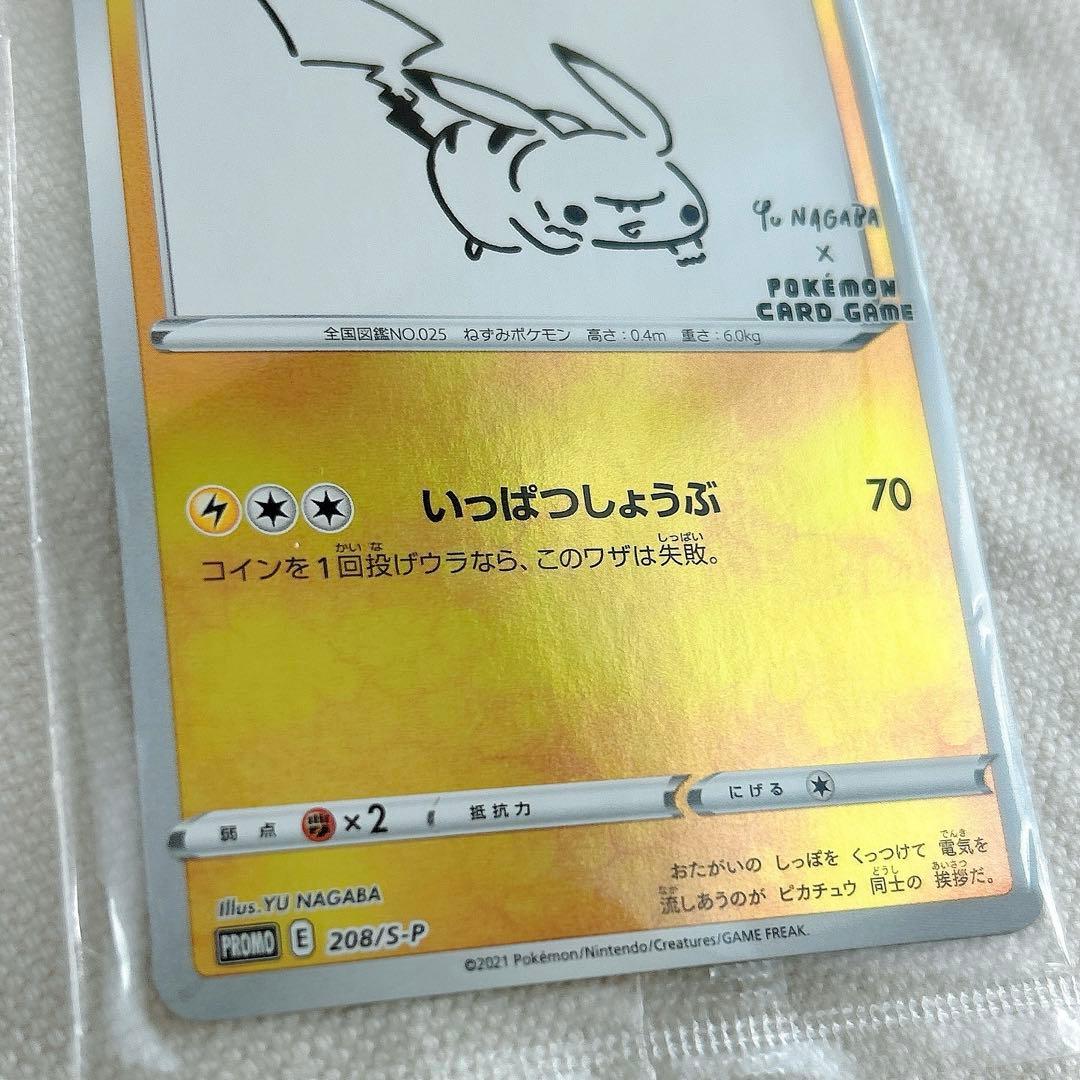 Yu NAGABA
×
POKÉMON
CARD GAME
全国図鑑NO.025 ねずみポケモン 高さ:0.4m 重さ:6.0kg
いっぱつしょうぶ 70
コインを1回投げウラなら、このワザは失敗。
弱点 ×2 抵抗力 にげる
おたがいの しっぽを くっつけて 電気を
流しあうのが ピカチュウ 同士の 挨拶だ。
Illus.YU NAGABA
PROMO E 208/S-P
©2021 Pokémon/Nintendo/Creatures/GAME FREAK.